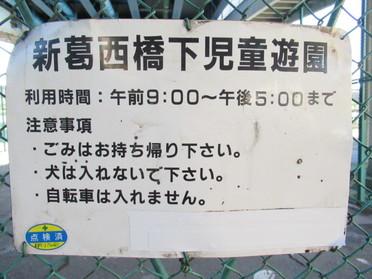 新葛西橋下児童遊園
利用時間：午前9:00～午後5:00まで
注意事項
・ごみはお持ち帰り下さい。
・犬は入れないで下さい。
・自転車は入れません。
点検済